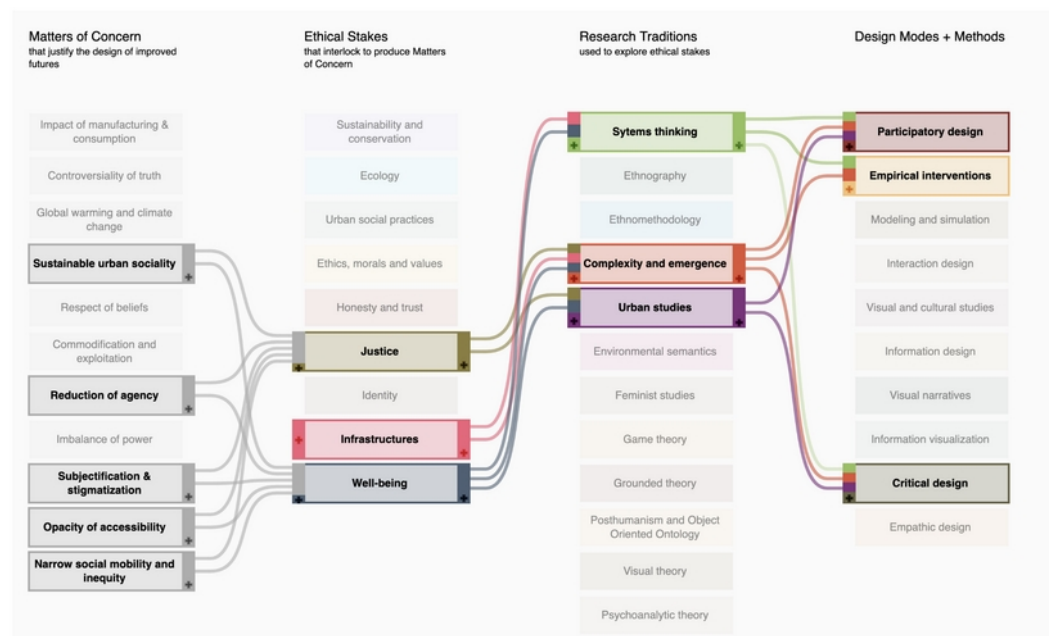 Matters of Concern
that justify the design of improved
futures
Impact of manufacturing &
consumption
Controversiality of truth
Global warming and climate
change
Sustainable urban sociality
Respect of beliefs
Commodification and
exploitation
Reduction of agency
Imbalance of power
Subjectification &
stigmatization
Opacity of accessibility
Narrow social mobility and
inequity
Ethical Stakes
that interlock to produce Matters
of Concern
Sustainability and
conservation
Ecology
Urban social practices
Ethics, morals and values
Honesty and trust
Justice
Identity
Infrastructures
Well-being
Research Traditions
used to explore ethical stakes
Sytems thinking
Ethnography
Ethnomethodology
Complexity and emergence
Urban studies
Environmental semantics
Feminist studies
Game theory
Grounded theory
Posthumanism and Object
Oriented Ontology
Visual theory
Psychoanalytic theory
Design Modes + Methods
Participatory design
Empirical interventions
Modeling and simulation
Interaction design
Visual and cultural studies
Information design
Visual narratives
Information visualization
Critical design
Empathic design